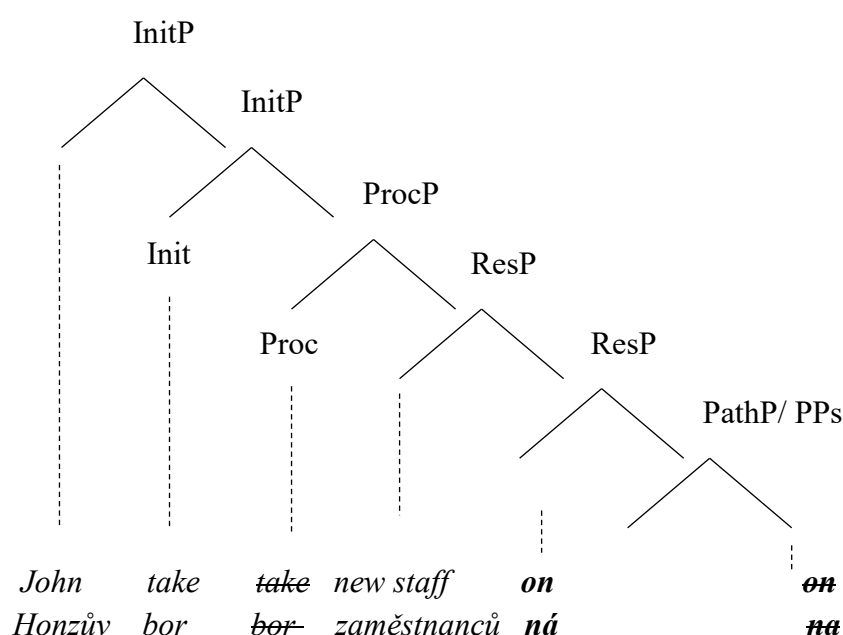 InitP
InitP
ProcP
Init
ResP
Proc
ResP
PathP/ PPs
John take take new staff on on
Honzův bor bor zaměstnanců ná na